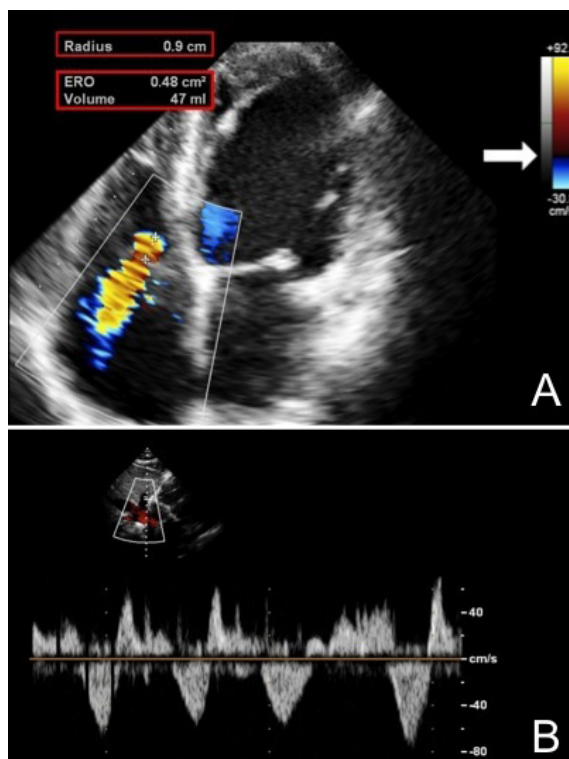 Radius 0.9 cm
ERO 0.48 cm²
Volume 47 ml
+92.
-30.
cm/s
A
40
cm/s
-40
-80
B